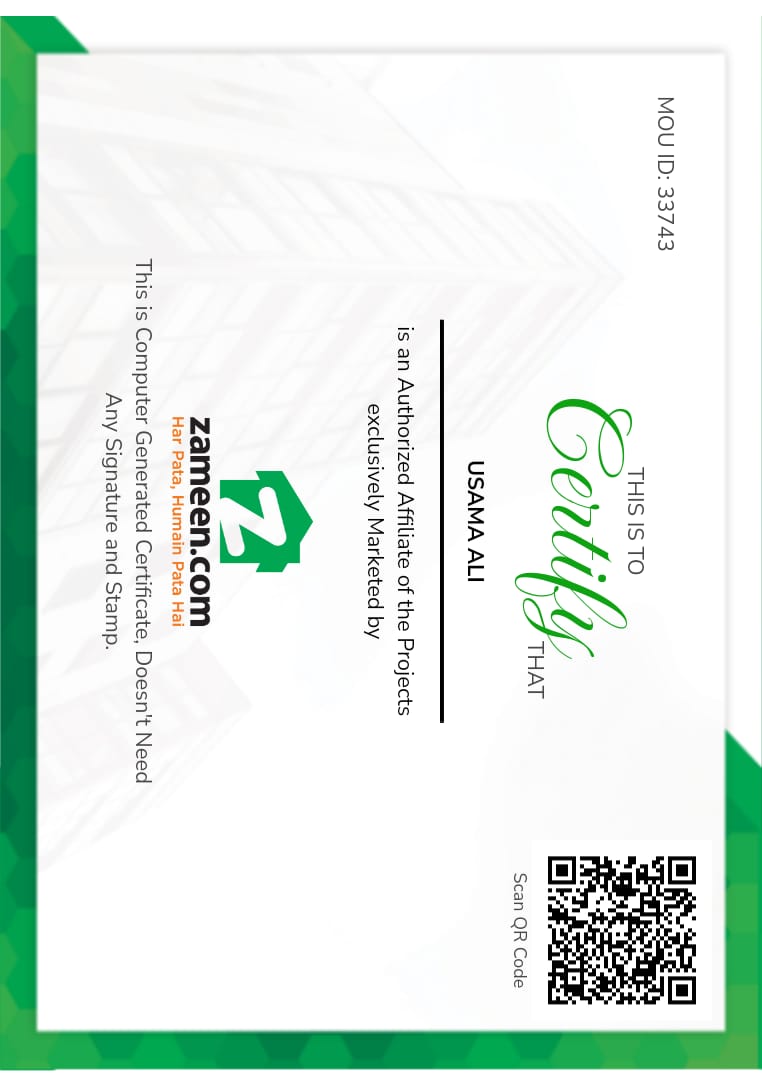 MOU ID: 33743
THIS IS TO
Certify
THAT
Scan QR Code
USAMA ALI
is an Authorized Affiliate of the Projects
exclusively Marketed by
zameen.com
Har Pata, Humain Pata Hai
This is Computer Generated Certificate, Doesn't Need
Any Signature and Stamp.